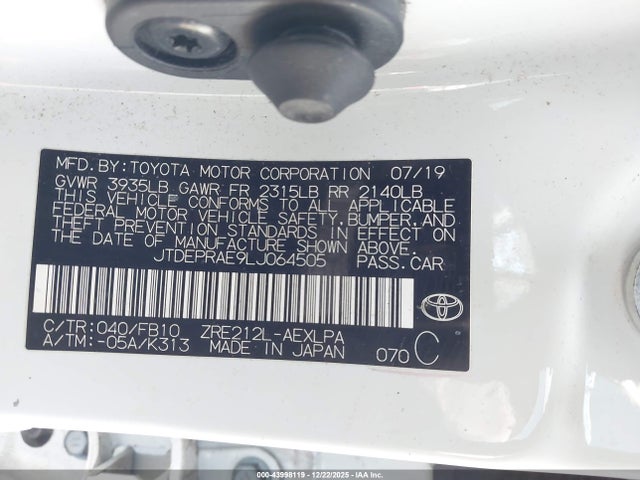 MFD.BY:TOYOTA MOTOR CORPORATION 07/19
GVWR 3935LB GAWR FR 2315LB RR 2140LB
THIS VEHICLE CONFORMS TO ALL APPLICABLE
FEDERAL MOTOR VEHICLE SAFETY,BUMPER,AND
THEFT PREVENTION STANDARDS IN EFFECT ON
THE DATE OF MANUFACTURE SHOWN ABOVE.
JTDEPRAE9LJ064505 PASS.CAR
C/TR:040/FB10 ZRE212L-AEXLPA
A/TM:-05A/K313 MADE IN JAPAN 070 C
000-43998119 - 12/22/2025 - IAA Inc.